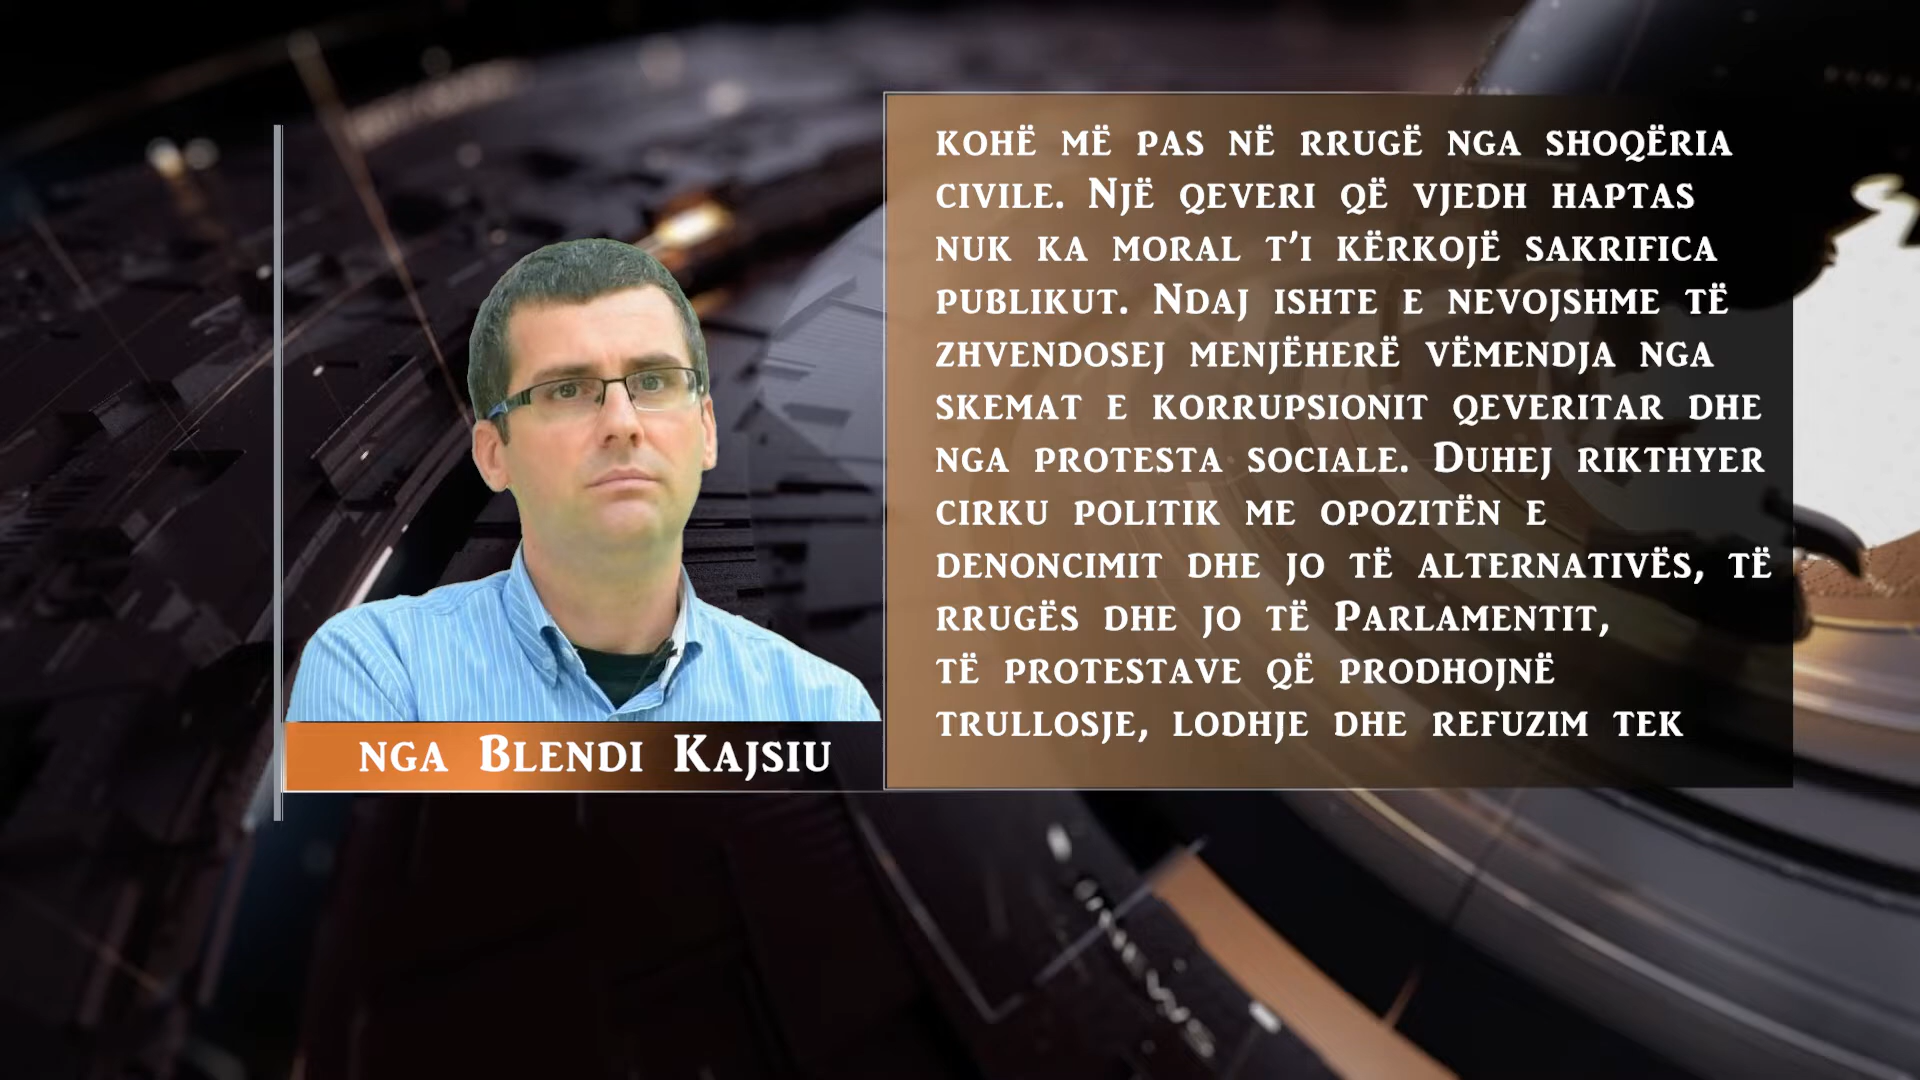 kohë më pas në rrugë nga shoqëria
civile. Një qeveri që vjedh haptas
nuk ka moral t’i kërkojë sakrifica
publikut. Ndaj ishte e nevojshme të
zhvendosej menjëherë vëmendja nga
skemat e korrupsionit qeveritar dhe
nga protesta sociale. Duhej rikthyer
cirku politik me opozitën e
denoncimit dhe jo të alternativës, të
rrugës dhe jo të Parlamentit,
të protestave që prodhojnë
trullosje, lodhje dhe refuzim tek
nga Blendi Kajsiu